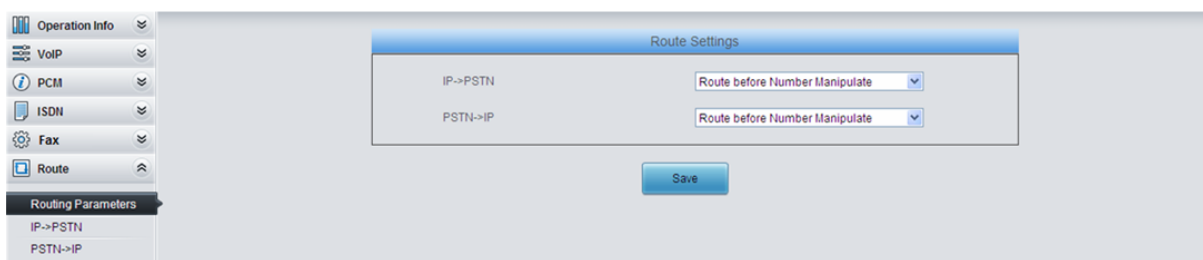 Operation Info
VoIP
PCM
ISDN
Fax
Route
Routing Parameters
IP->PSTN
PSTN->IP
Route Settings
IP->PSTN Route before Number Manipulate
PSTN->IP Route before Number Manipulate
Save